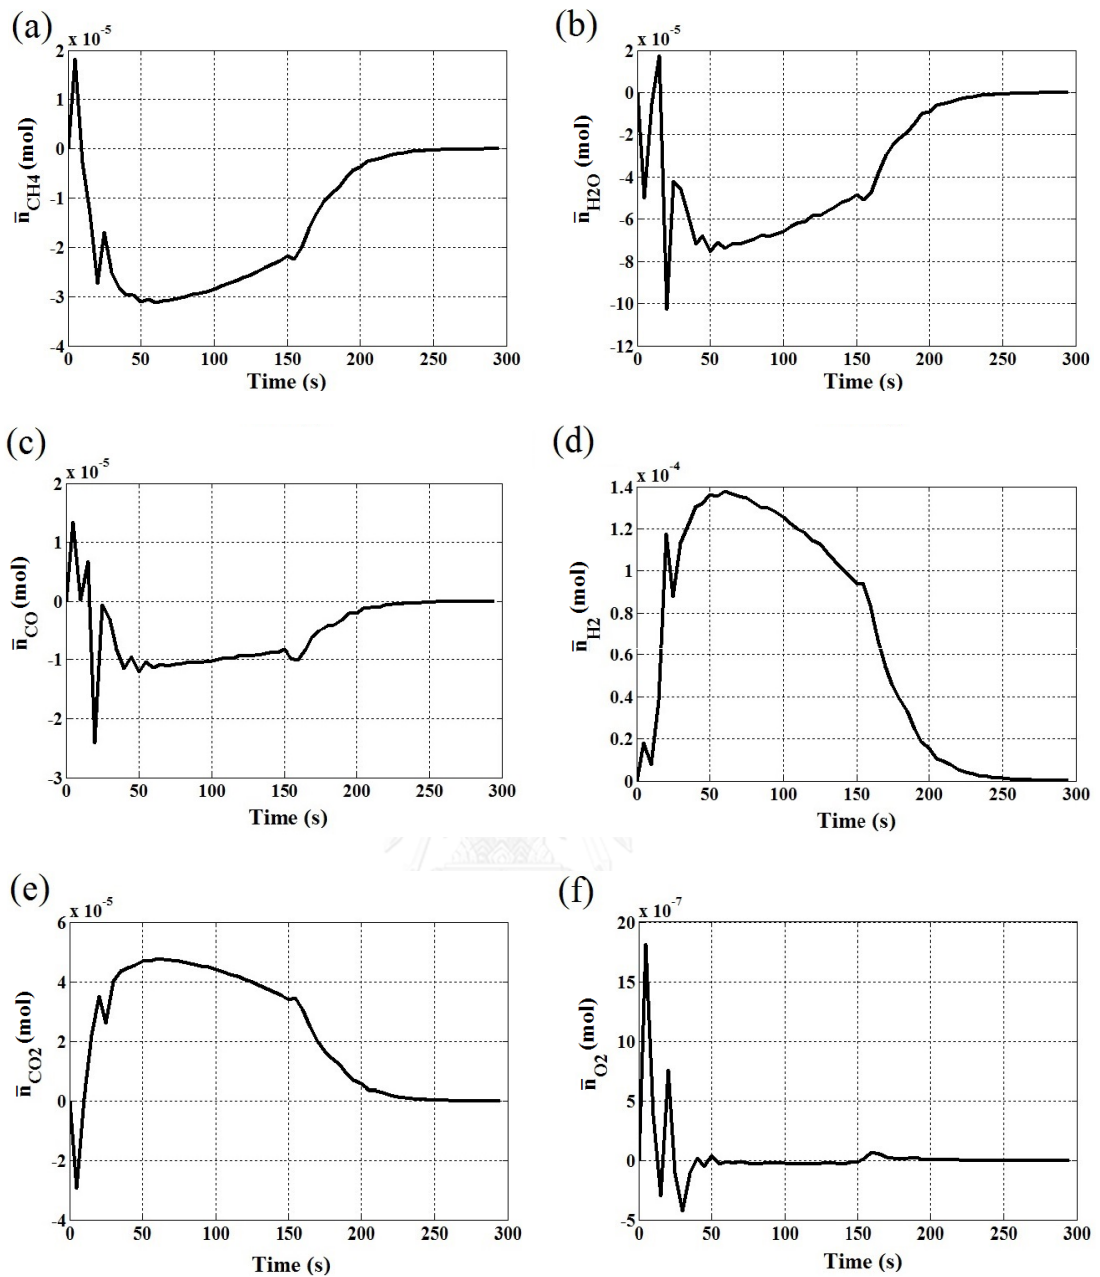 (a)
x 10-5
2
1
0
-1
-2
-3
-4
n̄CH4 (mol)
0 50 100 150 200 250 300
Time (s)
(b)
x 10-5
2
0
-2
-4
-6
-8
-10
-12
n̄H2O (mol)
0 50 100 150 200 250 300
Time (s)
(c)
x 10-5
2
1
0
-1
-2
-3
n̄CO (mol)
0 50 100 150 200 250 300
Time (s)
(d)
x 10-4
1.4
1.2
1
0.8
0.6
0.4
0.2
0
n̄H2 (mol)
0 50 100 150 200 250 300
Time (s)
(e)
x 10-5
6
4
2
0
-2
-4
n̄CO2 (mol)
0 50 100 150 200 250 300
Time (s)
(f)
x 10-7
20
15
10
5
0
-5
n̄O2 (mol)
0 50 100 150 200 250 300
Time (s)